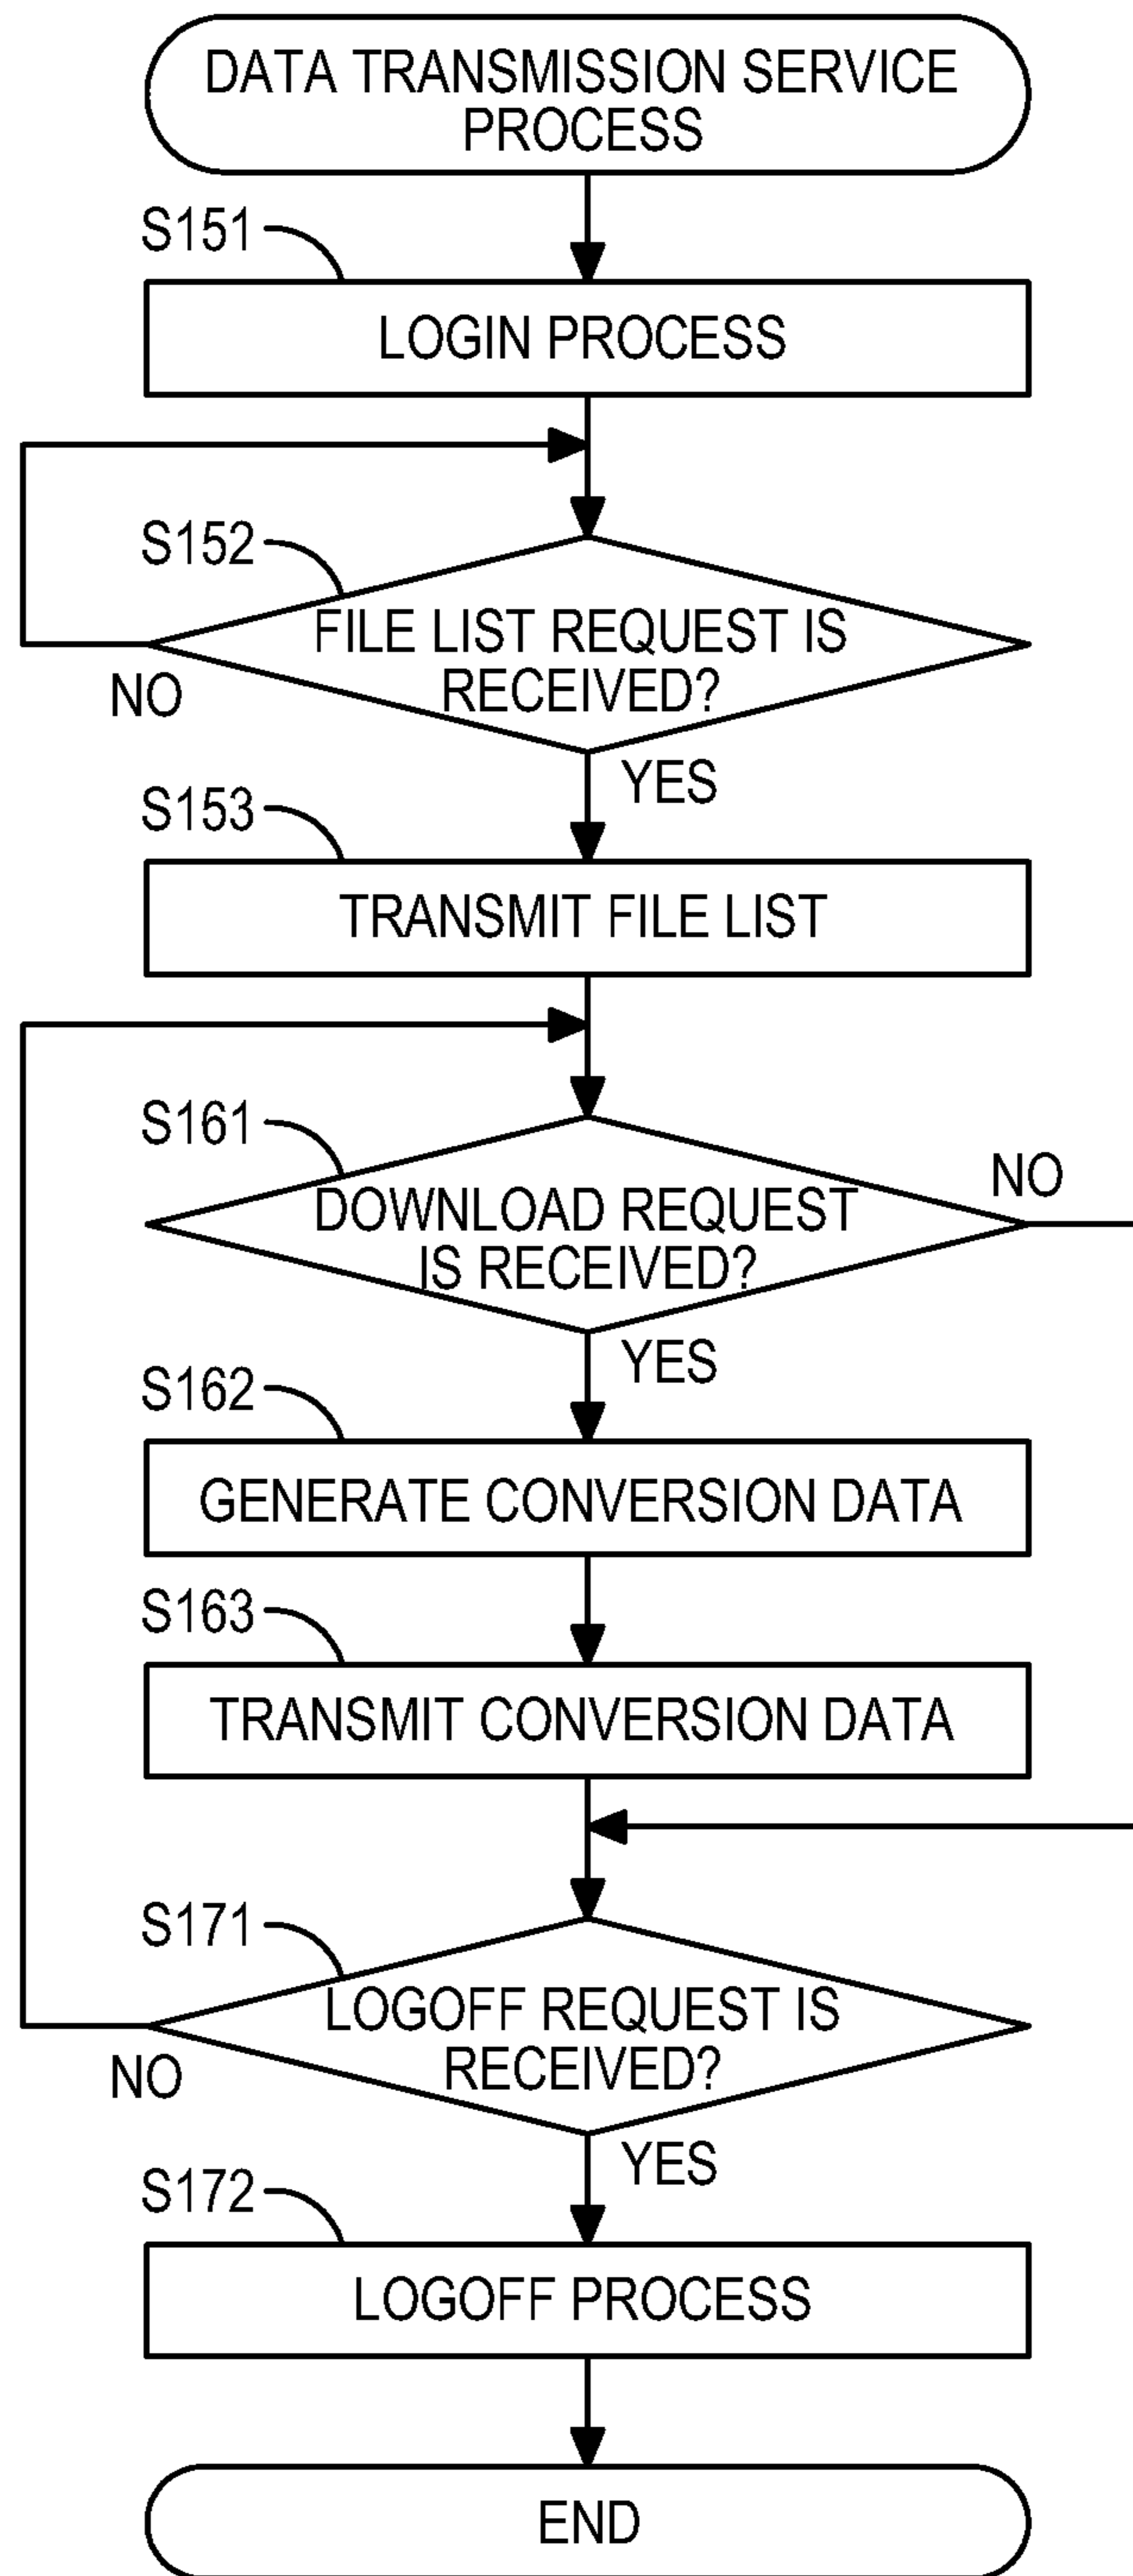 DATA TRANSMISSION SERVICE
PROCESS
S151
LOGIN PROCESS
S152
FILE LIST REQUEST IS
RECEIVED?
NO
YES
S153
TRANSMIT FILE LIST
S161
NO
DOWNLOAD REQUEST
IS RECEIVED?
YES
S162
GENERATE CONVERSION DATA
S163
TRANSMIT CONVERSION DATA
S171
LOGOFF REQUEST IS
RECEIVED?
NO
YES
S172
LOGOFF PROCESS
END